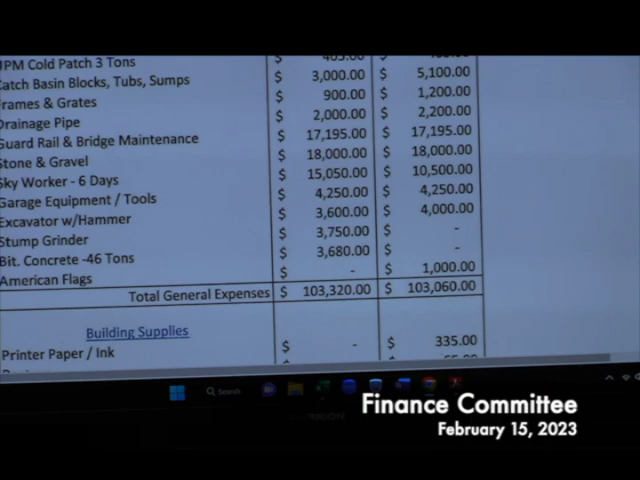 JPM Cold Patch 3 Tons $ $
Catch Basin Blocks, Tubs, Sumps $ 3,000.00 $ 5,100.00
Frames & Grates $ 900.00 $ 1,200.00
Drainage Pipe $ 2,000.00 $ 2,200.00
Guard Rail & Bridge Maintenance $ 17,195.00 $ 17,195.00
Stone & Gravel $ 18,000.00 $ 18,000.00
Sky Worker - 6 Days $ 15,050.00 $ 10,500.00
Garage Equipment / Tools $ 4,250.00 $ 4,250.00
Excavator w/Hammer $ 3,600.00 $ 4,000.00
Stump Grinder $ 3,750.00 $ -
Bit. Concrete -46 Tons $ 3,680.00 $ -
American Flags $ - $ 1,000.00
Total General Expenses $ 103,320.00 $ 103,060.00
Building Supplies
Printer Paper / Ink $ - $ 335.00
Search
Finance Committee
February 15, 2023